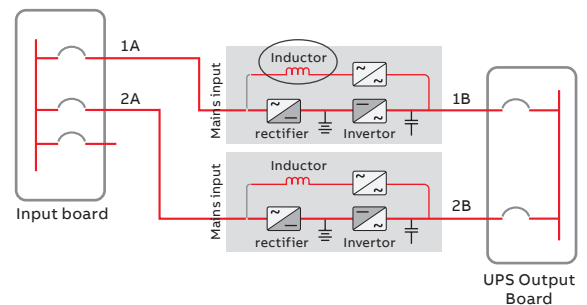 1A
2A
Input board
Mains input
Inductor
rectifier
Invertor
1B
Mains input
Inductor
rectifier
Invertor
2B
UPS Output
Board